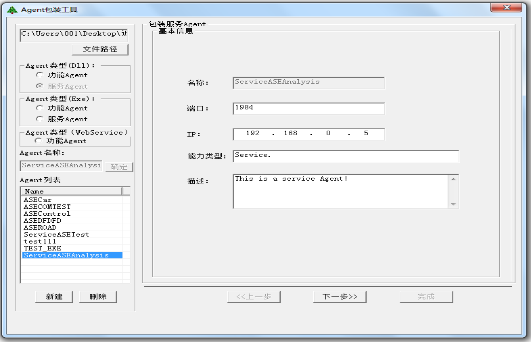 Agent包装工具
C:\Users\001\Desktop\
文件路径
Agent类型(Dll):
功能Agent
服务Agent
Agent类型(Exe):
功能Agent
服务Agent
Agent类型(WebService)
功能Agent
Agent名称:
ServiceASEAnalysi
确定
Agent列表
Name
ASECar
ASECOMTEST
ASEControl
ASEDFDFD
ASEROAD
ServiceASETest
test111
TEST_EXE
ServiceASEAnalysis
新建
删除
包装服务Agent
基本信息
名称:
ServiceASEAnalysis
端口:
1984
IP:
192 . 168 . 0 . 5
能力类型:
Service.
描述:
This is a service Agent!
<<上一步
下一步>>
完成